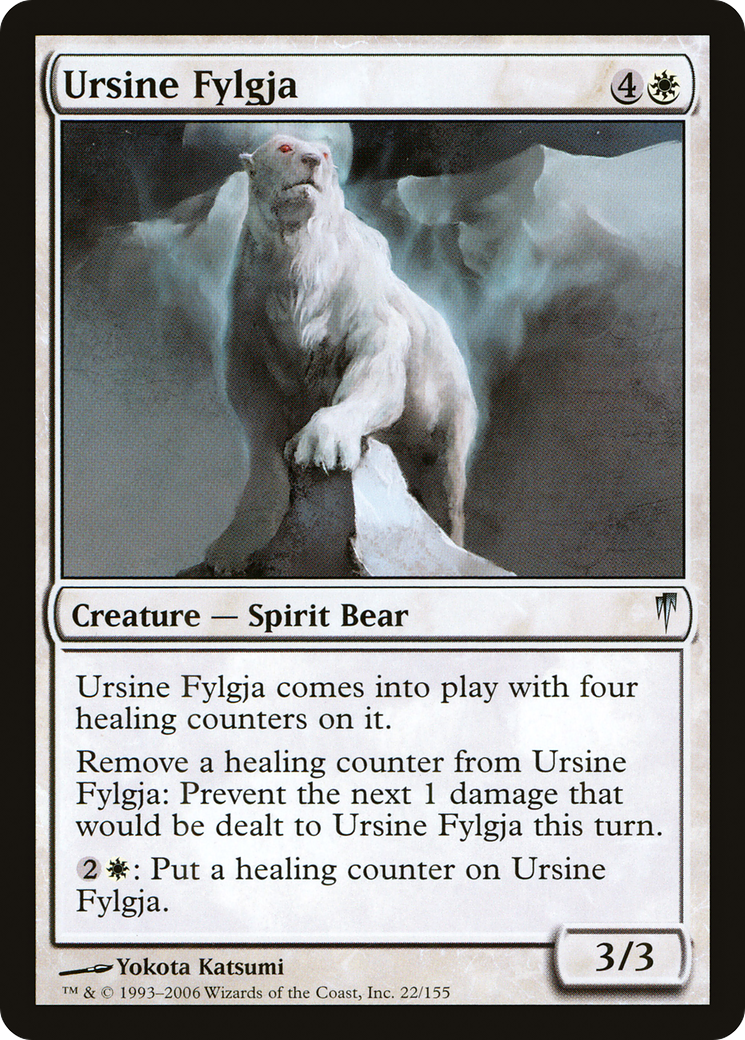 Ursine Fylgja 4
Creature — Spirit Bear
Ursine Fylgja comes into play with four
healing counters on it.
Remove a healing counter from Ursine
Fylgja: Prevent the next 1 damage that
would be dealt to Ursine Fylgja this turn.
2: Put a healing counter on Ursine
Fylgja.
3/3
Yokota Katsumi
™ & © 1993–2006 Wizards of the Coast, Inc. 22/155